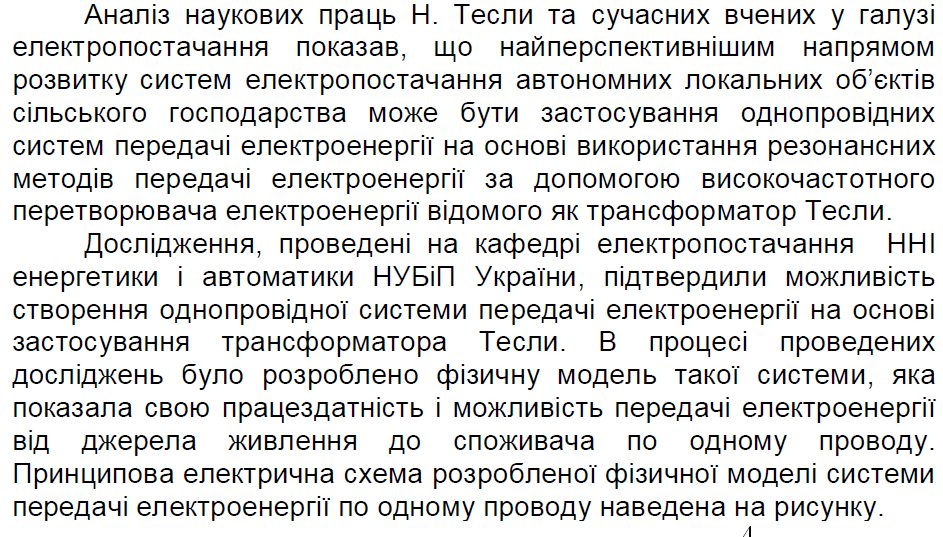 Аналіз наукових праць Н. Тесли та сучасних вчених у галузі
електропостачання показав, що найперспективнішим напрямом
розвитку систем електропостачання автономних локальних об’єктів
сільського господарства може бути застосування однопровідних
систем передачі електроенергії на основі використання резонансних
методів передачі електроенергії за допомогою високочастотного
перетворювача електроенергії відомого як трансформатор Тесли.
Дослідження, проведені на кафедрі електропостачання ННІ
енергетики і автоматики НУБіП України, підтвердили можливість
створення однопровідної системи передачі електроенергії на основі
застосування трансформатора Тесли. В процесі проведених
досліджень було розроблено фізичну модель такої системи, яка
показала свою працездатність і можливість передачі електроенергії
від джерела живлення до споживача по одному проводу.
Принципова електрична схема розробленої фізичної моделі системи
передачі електроенергії по одному проводу наведена на рисунку.